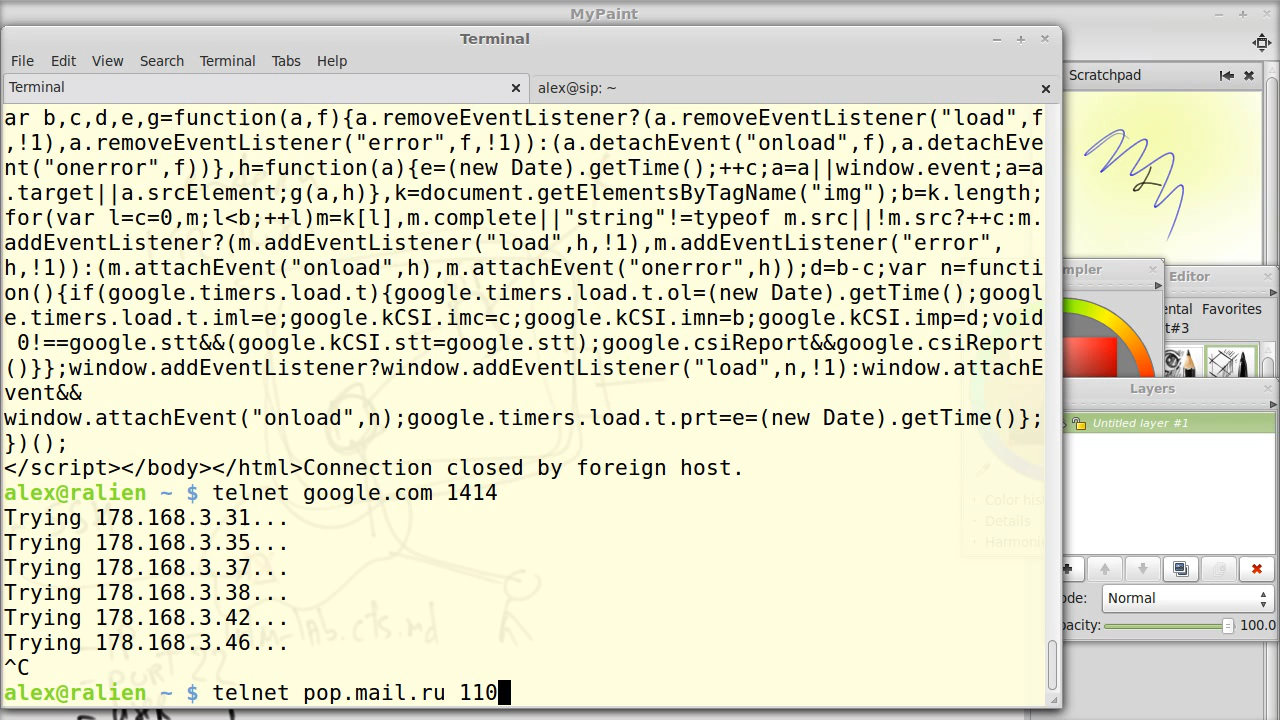 MyPaint
Terminal
File Edit View Search Terminal Tabs Help
Terminal
alex@sip: ~
ar b,c,d,e,g=function(a,f){a.removeEventListener?(a.removeEventListener("load",f
,!1),a.removeEventListener("error",f,!1)):(a.detachEvent("onload",f),a.detachEve
nt("onerror",f))},h=function(a){e=(new Date).getTime();++c;a=a||window.event;a=a
.target||a.srcElement;g(a,h)},k=document.getElementsByTagName("img");b=k.length;
for(var l=c=0,m;l<b;++l)m=k[l],m.complete||"string"!=typeof m.src||!m.src?++c:m.
addEventListener?(m.addEventListener("load",h,!1),m.addEventListener("error",
h,!1)):(m.attachEvent("onload",h),m.attachEvent("onerror",h));d=b-c;var n=functi
on(){if(google.timers.load.t){google.timers.load.t.ol=(new Date).getTime();googl
e.timers.load.t.iml=e;google.kCSI.imc=c;google.kCSI.imn=b;google.kCSI.imp=d;void
0!==google.stt&&(google.kCSI.stt=google.stt);google.csiReport&&google.csiReport
()}};window.addEventListener?window.addEventListener("load",n,!1):window.attachE
vent&&
window.attachEvent("onload",n);google.timers.load.t.prt=e=(new Date).getTime()};
})();
</script></body></html>Connection closed by foreign host.
alex@ralien ~ $ telnet google.com 1414
Trying 178.168.3.31...
Trying 178.168.3.35...
Trying 178.168.3.37...
Trying 178.168.3.38...
Trying 178.168.3.42...
Trying 178.168.3.46...
^C
alex@ralien ~ $ telnet pop.mail.ru 110
Scratchpad
mpler
Editor
ental Favorites
t#3
Layers
Untitled layer #1
ode: Normal
pacity: 100.0
Color his
Details
Harmoni